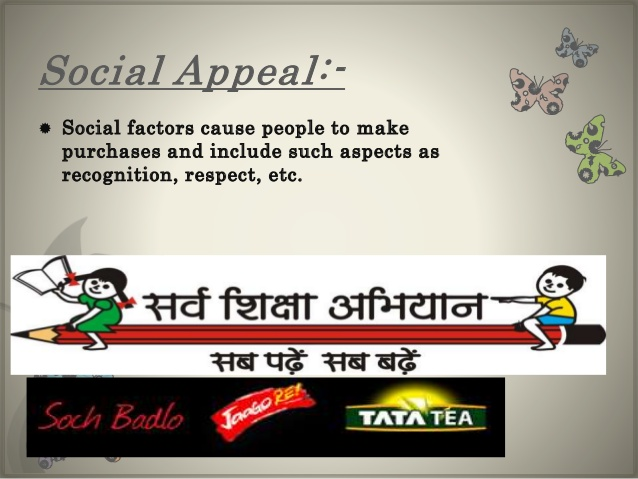 Social Appeal:-
Social factors cause people to make
purchases and include such aspects as
recognition, respect, etc.
सर्व शिक्षा अभियान
सब पढ़ें सब बढ़ें
Soch Badlo
JAAGO RE!
TATA TEA